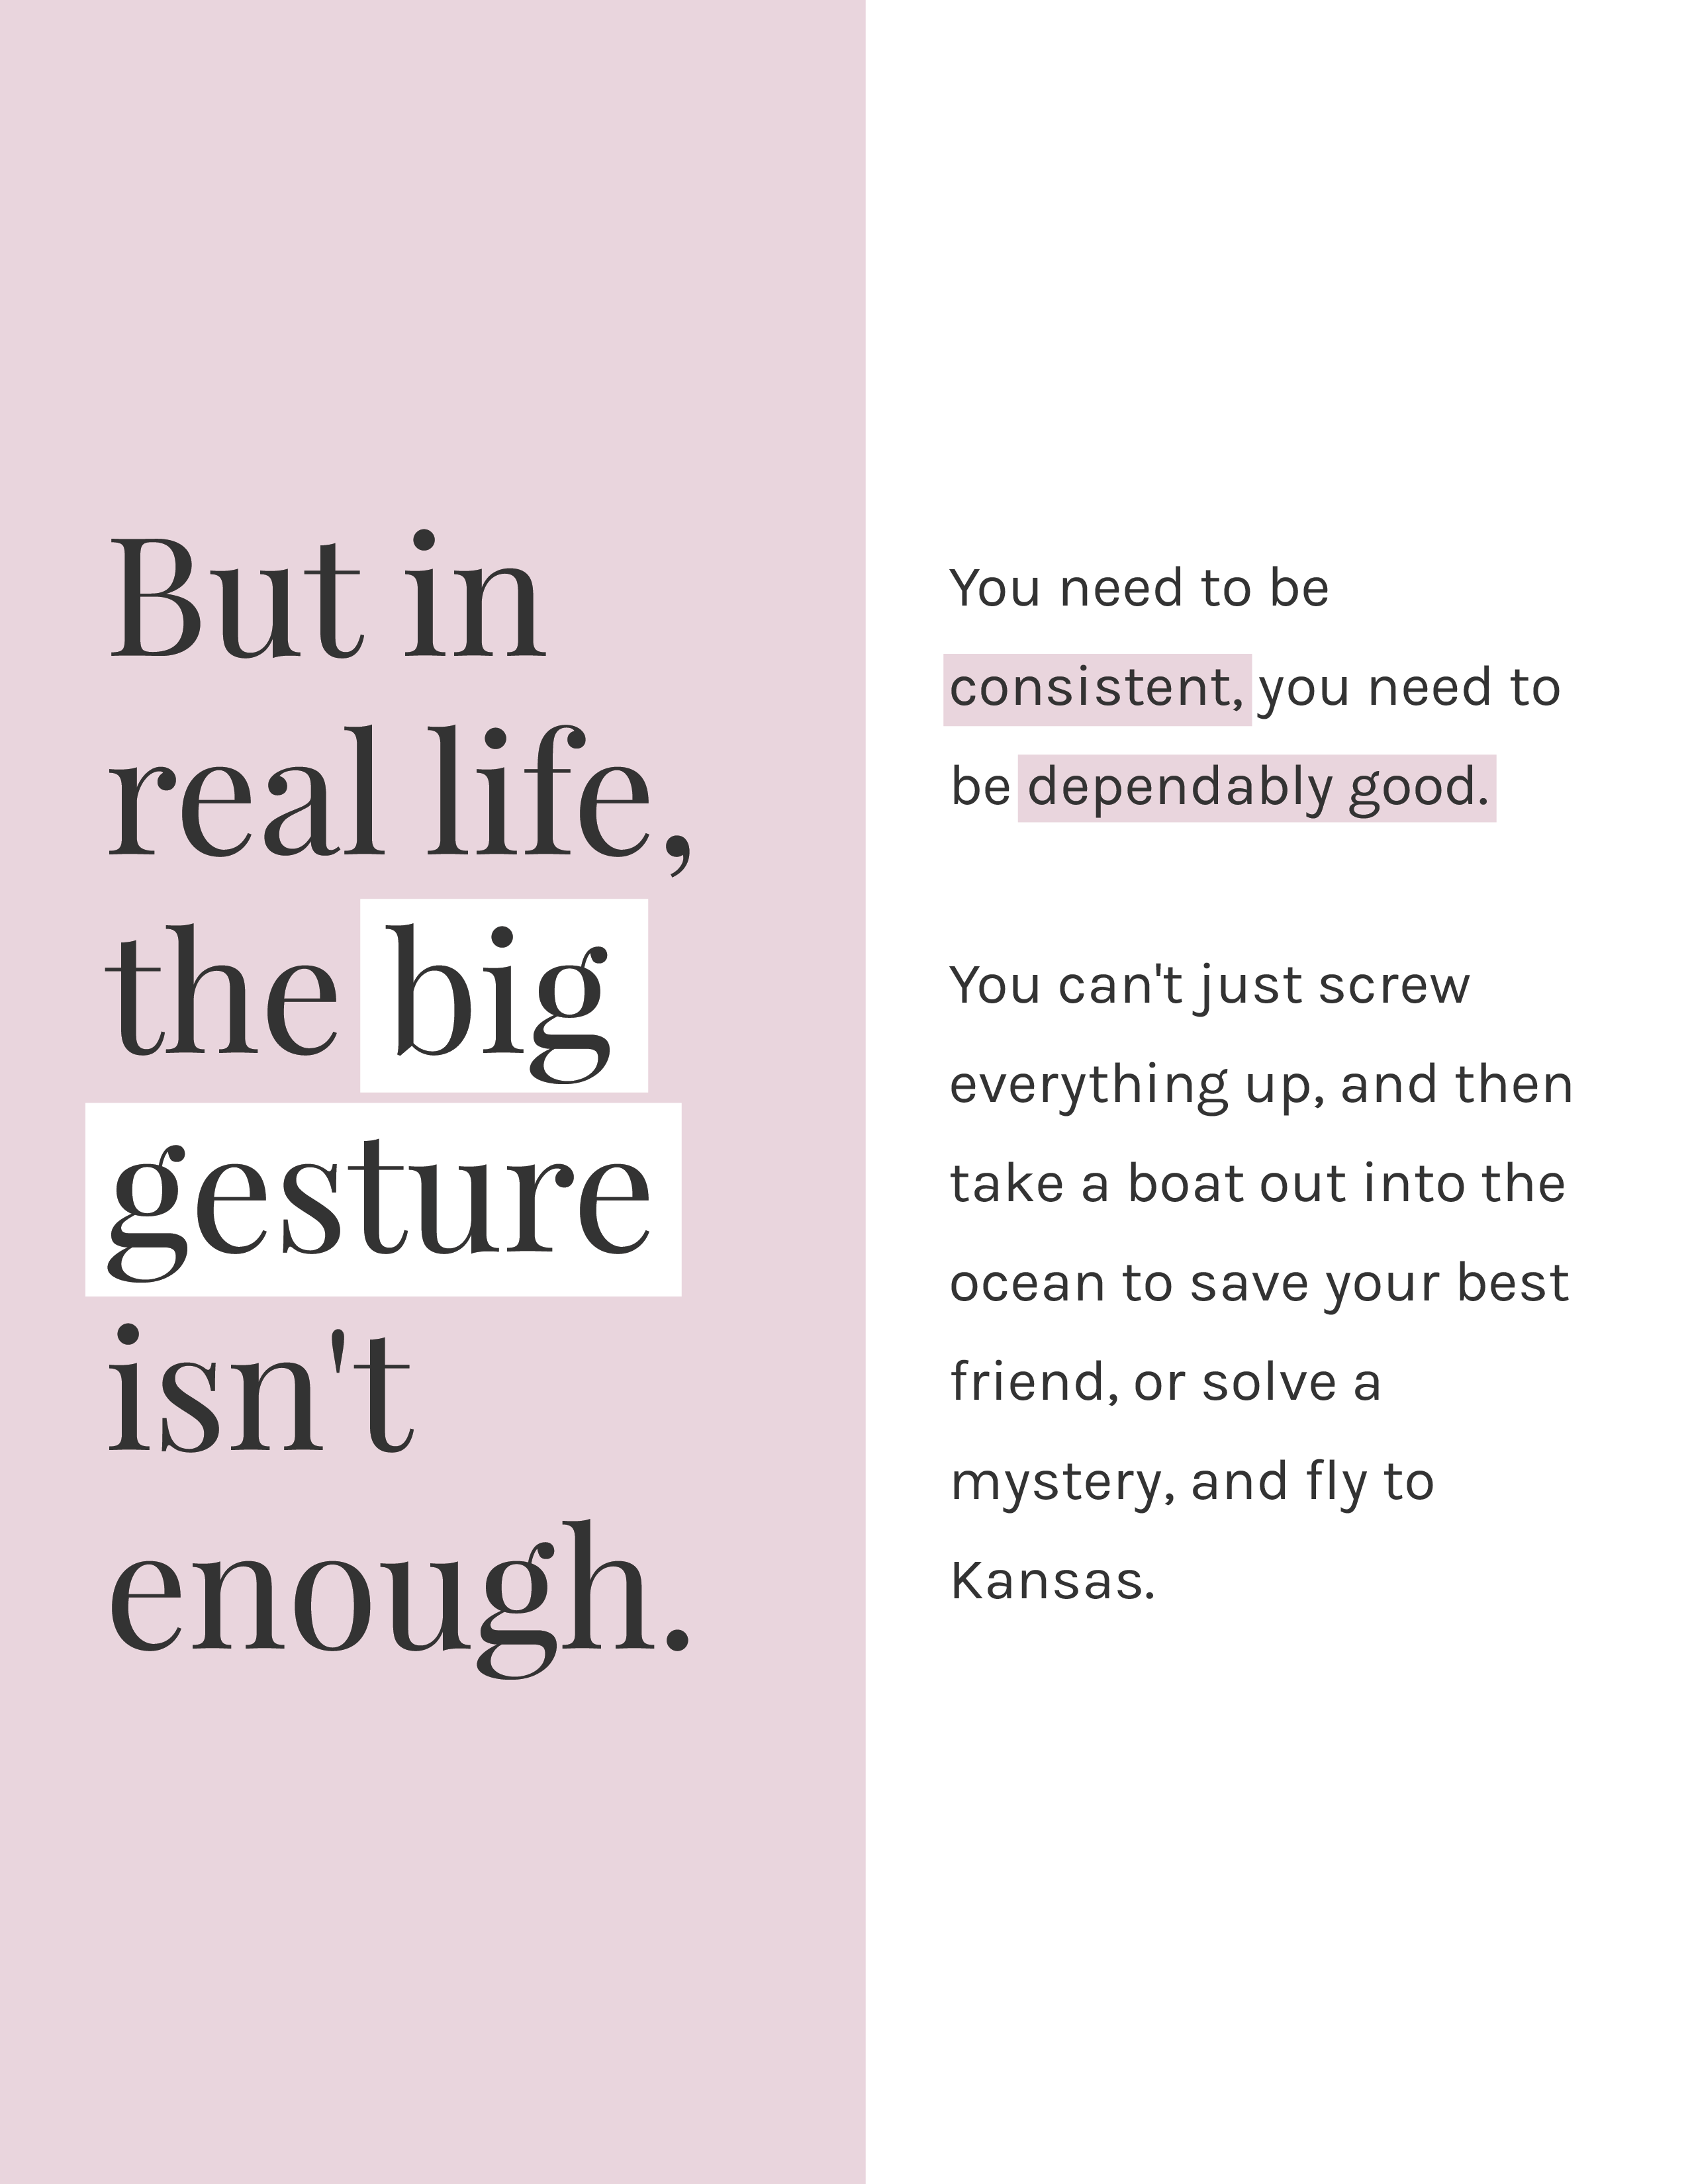 But in
real life,
the big
gesture
isn't
enough.
You need to be
consistent, you need to
be dependably good.
You can't just screw
everything up, and then
take a boat out into the
ocean to save your best
friend, or solve a
mystery, and fly to
Kansas.